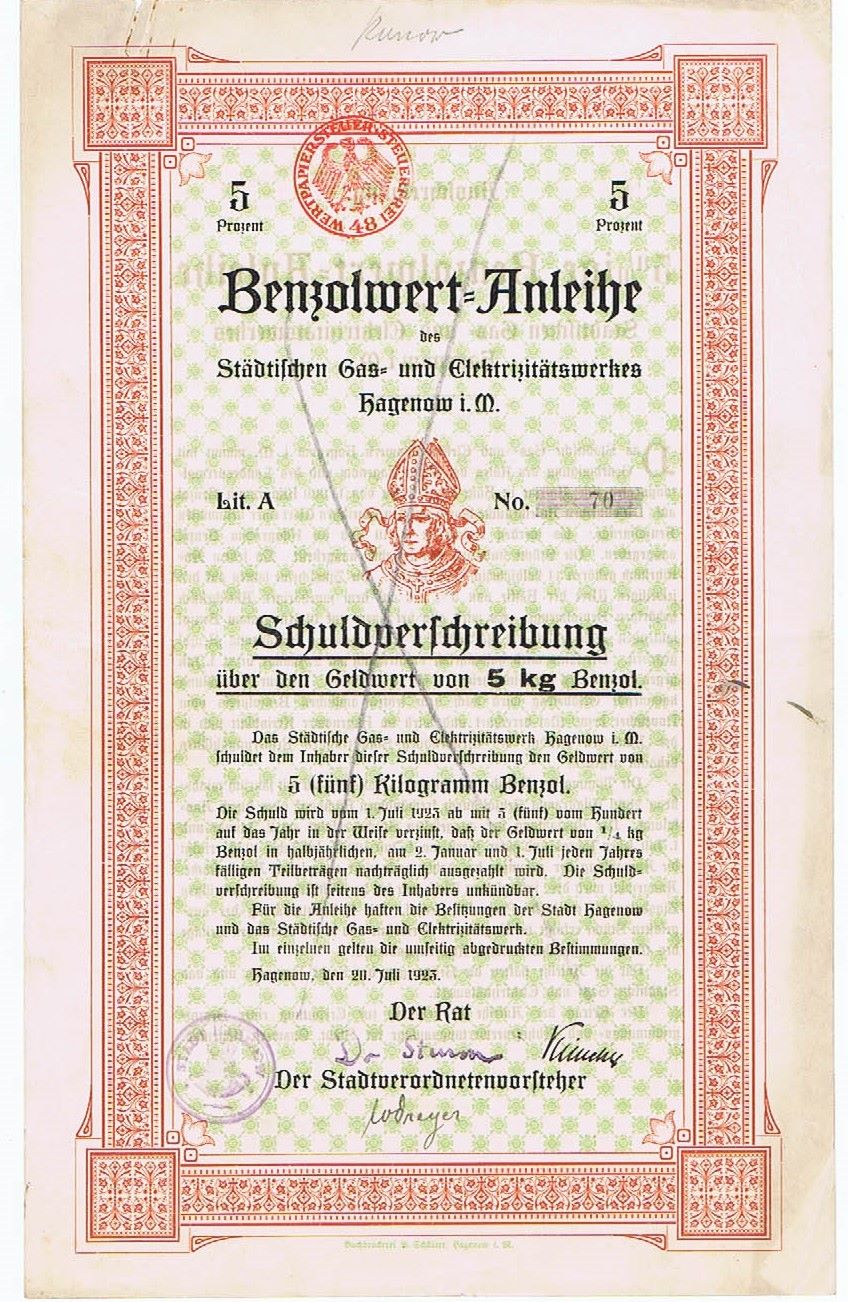 Kunow
WERTPAPIERSTEUER-STEUERFREI
48
5 5
Prozent Prozent
Benzolwert-Anleihe
des
Städtischen Gas- und Elektrizitätswerkes
Hagenow i. M.
Lit. A No. 70
Schuldverschreibung
über den Geldwert von 5 kg Benzol.
Das Städtische Gas- und Elektrizitätswerk Hagenow i. M.
schuldet dem Inhaber dieser Schuldverschreibung den Geldwert von
5 (fünf) Kilogramm Benzol.
Die Schuld wird vom 1. Juli 1923 ab mit 5 (fünf) vom Hundert
auf das Jahr in der Weise verzinst, daß der Geldwert von 1/4 kg
Benzol in halbjährlichen, am 2. Januar und 1. Juli jeden Jahres
fälligen Teilbeträgen nachträglich ausgezahlt wird. Die Schuld-
verschreibung ist seitens des Inhabers unkündbar.
Für die Anleihe haften die Besitzungen der Stadt Hagenow
und das Städtische Gas- und Elektrizitätswerk.
Im einzelnen gelten die umseitig abgedruckten Bestimmungen.
Hagenow, den 20. Juli 1923.
Der Rat
Der Stadtverordnetenvorsteher
Buchdruckerei Hagenow i. M.